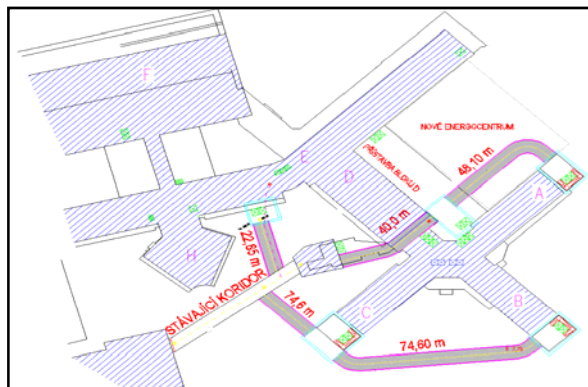 F
NOVÉ ENERGOCENTRUM
E
PŘÍSTAVBA BLOKU D
48,10 m
D
A
40,0 m
22,65 m
H
STÁVAJÍCÍ KORIDOR
74,6
C
B
74,60 m